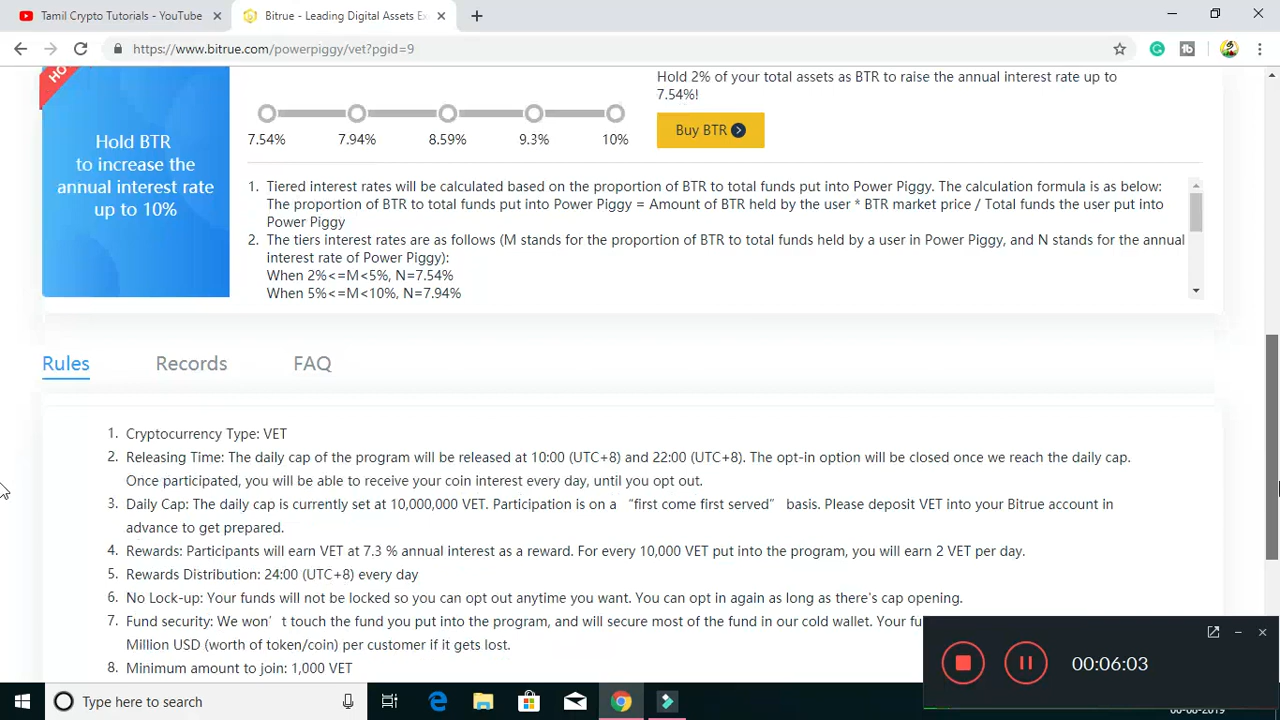 Tamil Crypto Tutorials - YouTube
Bitrue - Leading Digital Assets Ex
https://www.bitrue.com/powerpiggy/vet?pgid=9
HO
Hold BTR
to increase the
annual interest rate
up to 10%
7.54% 7.94% 8.59% 9.3% 10%
Hold 2% of your total assets as BTR to raise the annual interest rate up to
7.54%!
Buy BTR
1. Tiered interest rates will be calculated based on the proportion of BTR to total funds put into Power Piggy. The calculation formula is as below:
The proportion of BTR to total funds put into Power Piggy = Amount of BTR held by the user * BTR market price / Total funds the user put into
Power Piggy
2. The tiers interest rates are as follows (M stands for the proportion of BTR to total funds held by a user in Power Piggy, and N stands for the annual
interest rate of Power Piggy):
When 2%<=M<5%, N=7.54%
When 5%<=M<10%, N=7.94%
Rules Records FAQ
1. Cryptocurrency Type: VET
2. Releasing Time: The daily cap of the program will be released at 10:00 (UTC+8) and 22:00 (UTC+8). The opt-in option will be closed once we reach the daily cap.
Once participated, you will be able to receive your coin interest every day, until you opt out.
3. Daily Cap: The daily cap is currently set at 10,000,000 VET. Participation is on a “first come first served” basis. Please deposit VET into your Bitrue account in
advance to get prepared.
4. Rewards: Participants will earn VET at 7.3 % annual interest as a reward. For every 10,000 VET put into the program, you will earn 2 VET per day.
5. Rewards Distribution: 24:00 (UTC+8) every day
6. No Lock-up: Your funds will not be locked so you can opt out anytime you want. You can opt in again as long as there's cap opening.
7. Fund security: We won’t touch the fund you put into the program, and will secure most of the fund in our cold wallet. Your fu
Million USD (worth of token/coin) per customer if it gets lost.
8. Minimum amount to join: 1,000 VET
00:06:03
Type here to search